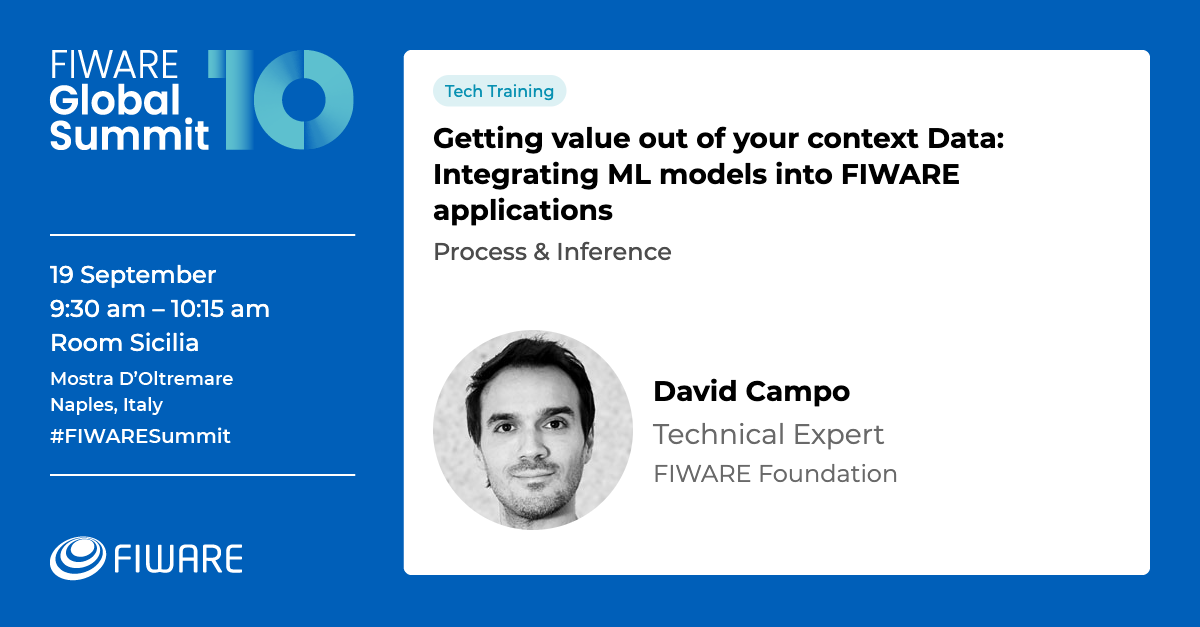 FIWARE
Global
Summit 10
19 September
9:30 am – 10:15 am
Room Sicilia
Mostra D’Oltremare
Naples, Italy
#FIWARESummit
FIWARE
Tech Training
Getting value out of your context Data:
Integrating ML models into FIWARE
applications
Process & Inference
David Campo
Technical Expert
FIWARE Foundation